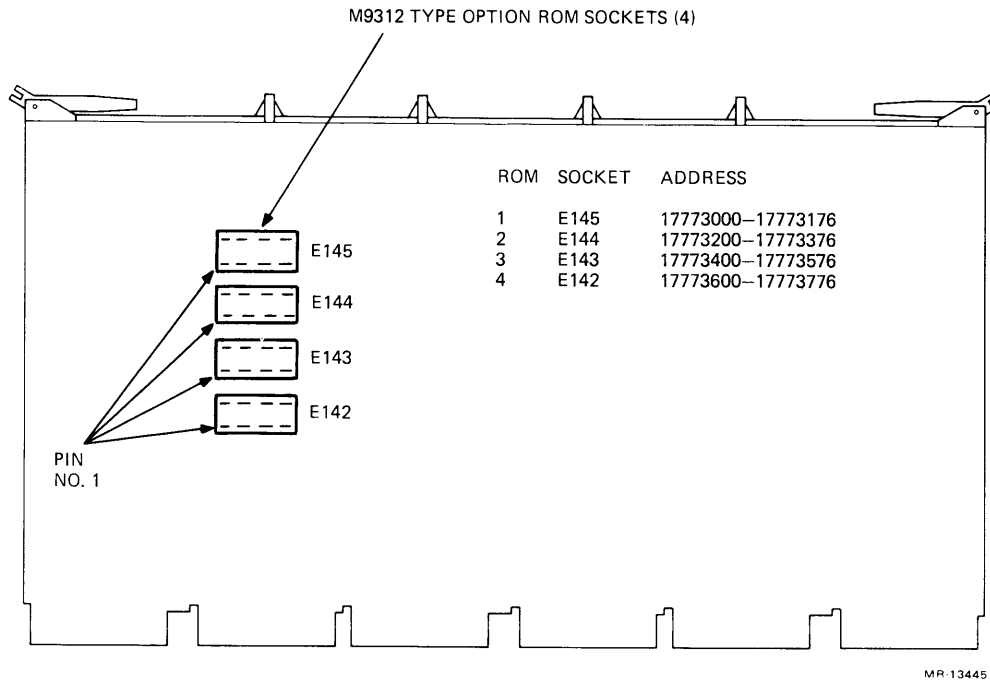 M9312 TYPE OPTION ROM SOCKETS (4)
ROM SOCKET ADDRESS
1 E145 17773000—17773176
2 E144 17773200—17773376
3 E143 17773400—17773576
4 E142 17773600—17773776
E145
E144
E143
E142
PIN
NO. 1
MR-13445